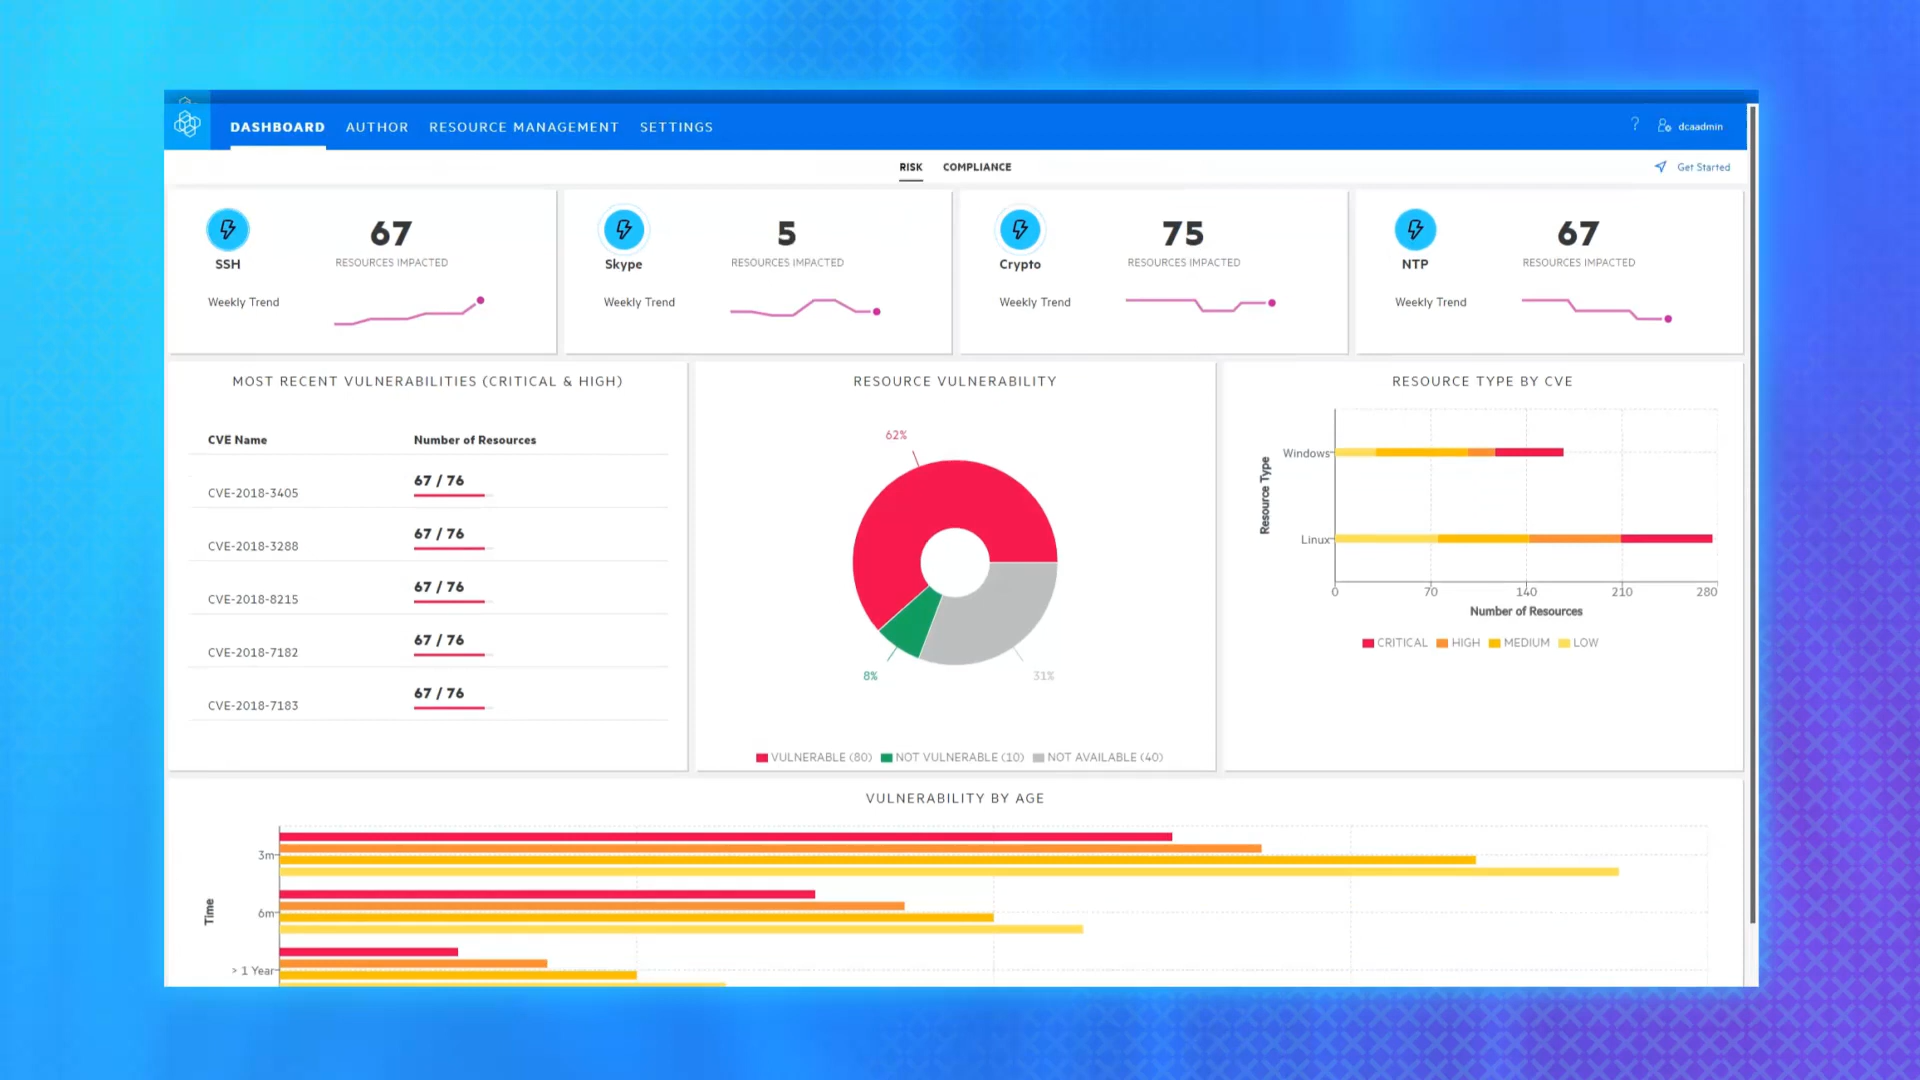 DASHBOARD AUTHOR RESOURCE MANAGEMENT SETTINGS ? dcaadmin
RISK COMPLIANCE Get Started
SSH 67 RESOURCES IMPACTED
Weekly Trend
Skype 5 RESOURCES IMPACTED
Weekly Trend
Crypto 75 RESOURCES IMPACTED
Weekly Trend
NTP 67 RESOURCES IMPACTED
Weekly Trend
MOST RECENT VULNERABILITIES (CRITICAL & HIGH)
CVE Name Number of Resources
CVE-2018-3405 67 / 76
CVE-2018-3288 67 / 76
CVE-2018-8215 67 / 76
CVE-2018-7182 67 / 76
CVE-2018-7183 67 / 76
RESOURCE VULNERABILITY
62%
8% 31%
VULNERABLE (80) NOT VULNERABLE (10) NOT AVAILABLE (40)
RESOURCE TYPE BY CVE
Resource Type
Windows
Linux
0 70 140 210 280
Number of Resources
CRITICAL HIGH MEDIUM LOW
VULNERABILITY BY AGE
Time
3m
6m
> 1 Year